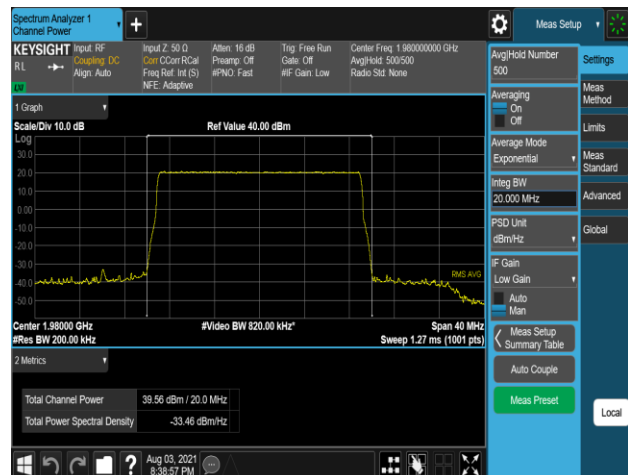 Spectrum Analyzer 1
Channel Power
+
Meas Setup
KEYSIGHT
RL
Input: RF
Coupling: DC
Align: Auto
Input Z: 50 Ω
Corr CCorr RCal
Freq Ref: Int (S)
NFE: Adaptive
Atten: 16 dB
Preamp: Off
#PNO: Fast
Trig: Free Run
Gate: Off
#IF Gain: Low
Center Freq: 1.980000000 GHz
Avg|Hold: 500/500
Radio Std: None
1 Graph
Scale/Div 10.0 dB
Ref Value 40.00 dBm
Log
30.0
20.0
10.0
0.00
-10.0
-20.0
-30.0
-40.0
-50.0
RMS AVG
Center 1.98000 GHz
#Video BW 820.00 kHz*
Span 40 MHz
#Res BW 200.00 kHz
Sweep 1.27 ms (1001 pts)
2 Metrics
Total Channel Power
39.56 dBm / 20.0 MHz
Total Power Spectral Density
-33.46 dBm/Hz
Avg|Hold Number
500
Averaging
On
Off
Average Mode
Exponential
Integ BW
20.000 MHz
PSD Unit
dBm/Hz
IF Gain
Low Gain
Auto
Man
Meas Setup
Summary Table
Auto Couple
Meas Preset
Settings
Meas
Method
Limits
Meas
Standard
Advanced
Global
Local
?
Aug 03, 2021
8:38:57 PM